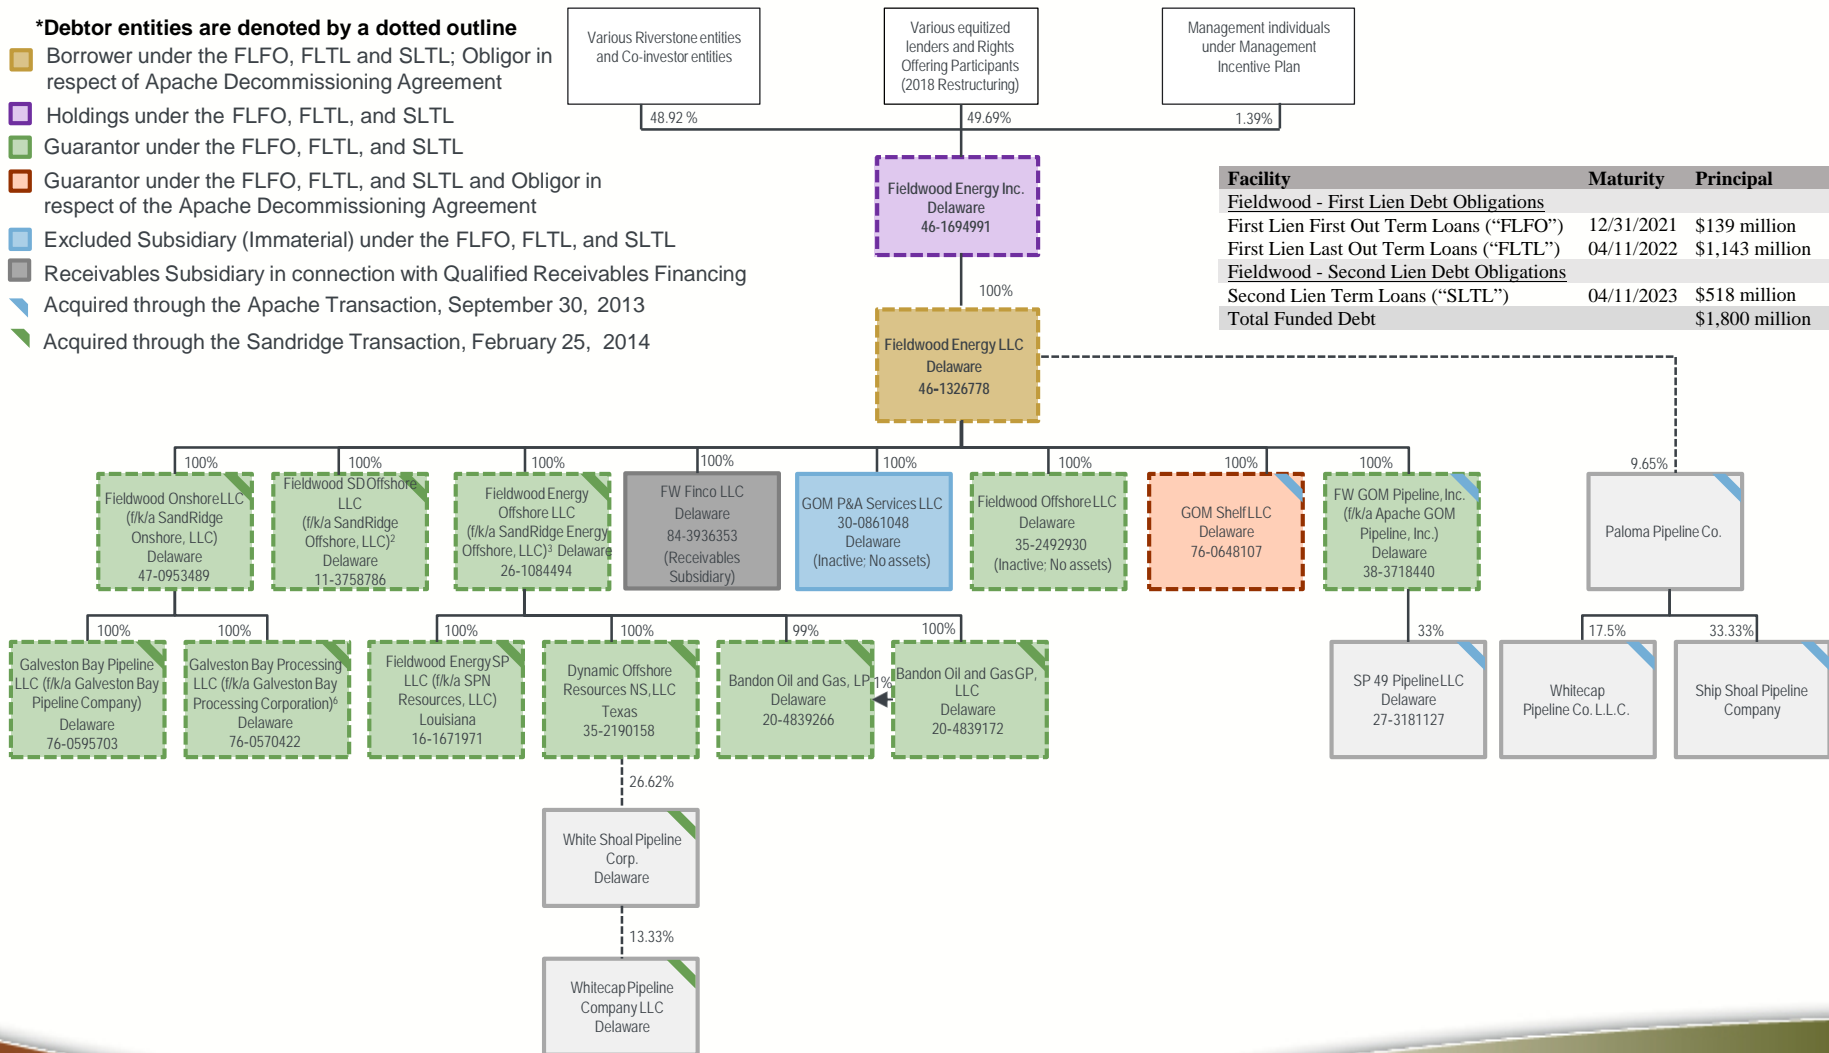 *Debtor entities are denoted by a dotted outline
Borrower under the FLFO, FLTL and SLTL; Obligor in
respect of Apache Decommissioning Agreement
Holdings under the FLFO, FLTL, and SLTL
Guarantor under the FLFO, FLTL, and SLTL
Guarantor under the FLFO, FLTL, and SLTL and Obligor in
respect of the Apache Decommissioning Agreement
Excluded Subsidiary (Immaterial) under the FLFO, FLTL, and SLTL
Receivables Subsidiary in connection with Qualified Receivables Financing
Acquired through the Apache Transaction, September 30, 2013
Acquired through the Sandridge Transaction, February 25, 2014
Various Riverstone entities
and Co-investor entities
Various equitized
lenders and Rights
Offering Participants
(2018 Restructuring)
Management individuals
under Management
Incentive Plan
48.92 %
49.69%
1.39%
Fieldwood Energy Inc.
Delaware
46-1694991
100%
Facility Maturity Principal
Fieldwood - First Lien Debt Obligations
First Lien First Out Term Loans (“FLFO”) 12/31/2021 $139 million
First Lien Last Out Term Loans (“FLTL”) 04/11/2022 $1,143 million
Fieldwood - Second Lien Debt Obligations
Second Lien Term Loans (“SLTL”) 04/11/2023 $518 million
Total Funded Debt $1,800 million
Fieldwood Energy LLC
Delaware
46-1326778
100%
Fieldwood Onshore LLC
(f/k/a SandRidge
Onshore, LLC)
Delaware
47-0953489
100%
Fieldwood SD Offshore
LLC
(f/k/a SandRidge
Offshore, LLC)2
Delaware
11-3758786
100%
Fieldwood Energy
Offshore LLC
(f/k/a SandRidge Energy
Offshore, LLC)3 Delaware
26-1084494
100%
FW Finco LLC
Delaware
84-3936353
(Receivables
Subsidiary)
100%
GOM P&A Services LLC
30-0861048
Delaware
(Inactive; No assets)
100%
Fieldwood Offshore LLC
Delaware
35-2492930
(Inactive; No assets)
100%
GOM Shelf LLC
Delaware
76-0648107
100%
FW GOM Pipeline, Inc.
(f/k/a Apache GOM
Pipeline, Inc.)
Delaware
38-3718440
9.65%
Paloma Pipeline Co.
100%
Galveston Bay Pipeline
LLC (f/k/a Galveston Bay
Pipeline Company)
Delaware
76-0595703
100%
Galveston Bay Processing
LLC (f/k/a Galveston Bay
Processing Corporation)6
Delaware
76-0570422
100%
Fieldwood Energy SP
LLC (f/k/a SPN
Resources, LLC)
Louisiana
16-1671971
100%
Dynamic Offshore
Resources NS, LLC
Texas
35-2190158
99%
Bandon Oil and Gas, LP
Delaware
20-4839266
1%
100%
Bandon Oil and Gas GP,
LLC
Delaware
20-4839172
33%
SP 49 Pipeline LLC
Delaware
27-3181127
17.5%
Whitecap
Pipeline Co. L.L.C.
33.33%
Ship Shoal Pipeline
Company
26.62%
White Shoal Pipeline
Corp.
Delaware
13.33%
Whitecap Pipeline
Company LLC
Delaware